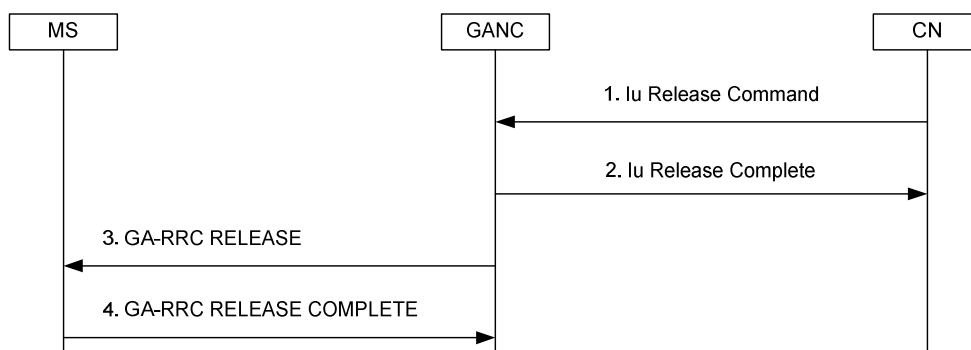 MS
GANC
CN
1. Iu Release Command
2. Iu Release Complete
3. GA-RRC RELEASE
4. GA-RRC RELEASE COMPLETE